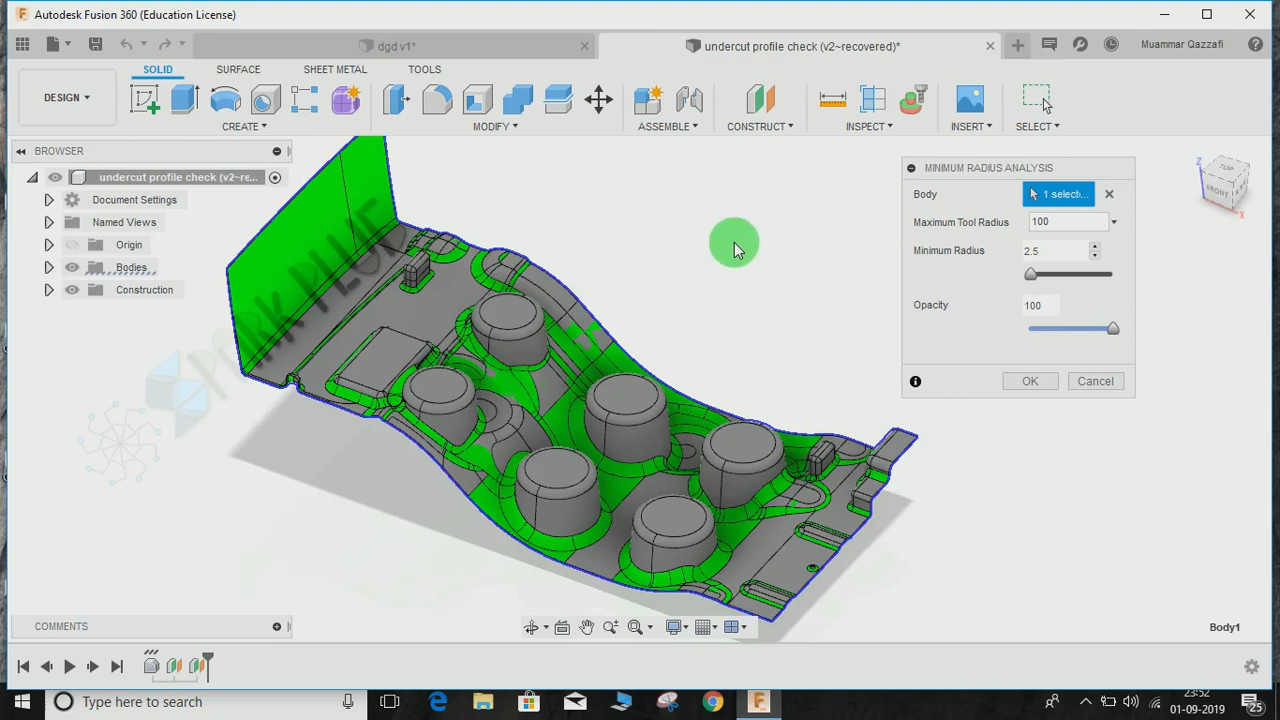 Autodesk Fusion 360 (Education License)
dgd v1*
undercut profile check (v2~recovered)*
Muammar Qazzafi
DESIGN
SOLID
SURFACE
SHEET METAL
TOOLS
CREATE
MODIFY
ASSEMBLE
CONSTRUCT
INSPECT
INSERT
SELECT
BROWSER
undercut profile check (v2~re...
Document Settings
Named Views
Origin
Bodies
Construction
MINIMUM RADIUS ANALYSIS
Body 1 select...
Maximum Tool Radius 100
Minimum Radius 2.5
Opacity 100
OK Cancel
Z
TOP
FRONT
X
COMMENTS
Body1
Type here to search
23:52
01-09-2019
25